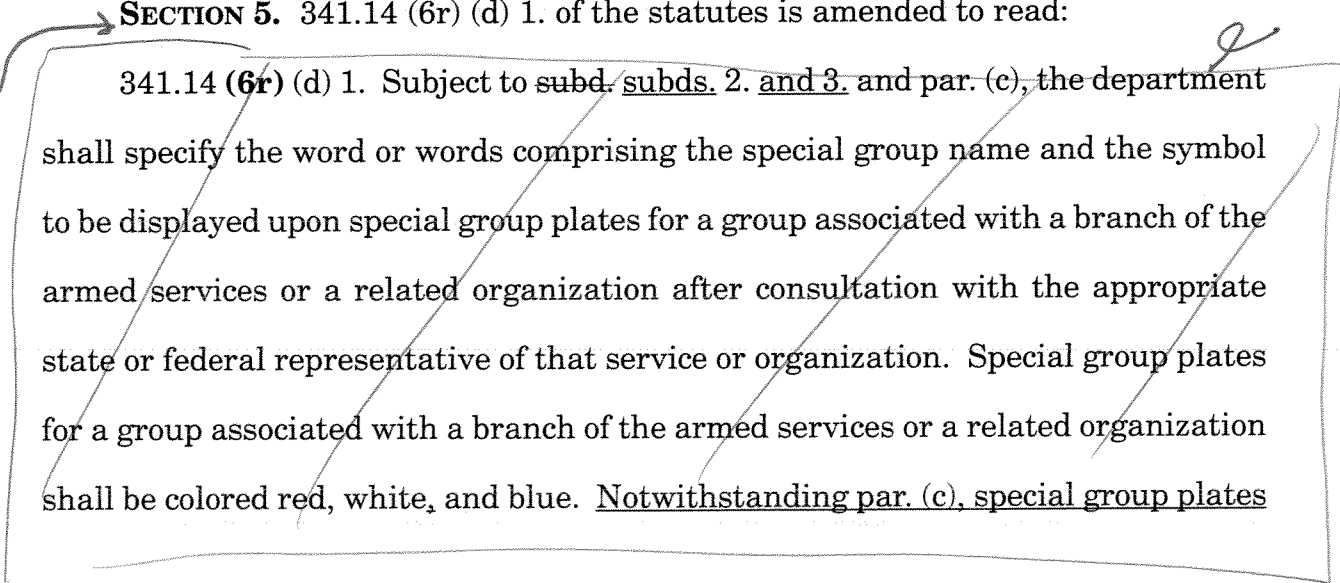 SECTION 5. 341.14 (6r) (d) 1. of the statutes is amended to read:
341.14 (6r) (d) 1. Subject to subd. subds. 2. and 3. and par. (c), the department
shall specify the word or words comprising the special group name and the symbol
to be displayed upon special group plates for a group associated with a branch of the
armed services or a related organization after consultation with the appropriate
state or federal representative of that service or organization. Special group plates
for a group associated with a branch of the armed services or a related organization
shall be colored red, white, and blue. Notwithstanding par. (c), special group plates